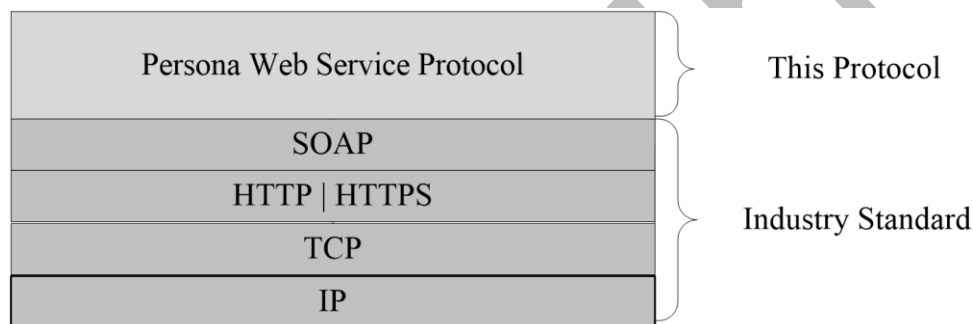 Persona Web Service Protocol
This Protocol
SOAP
HTTP | HTTPS
Industry Standard
TCP
IP